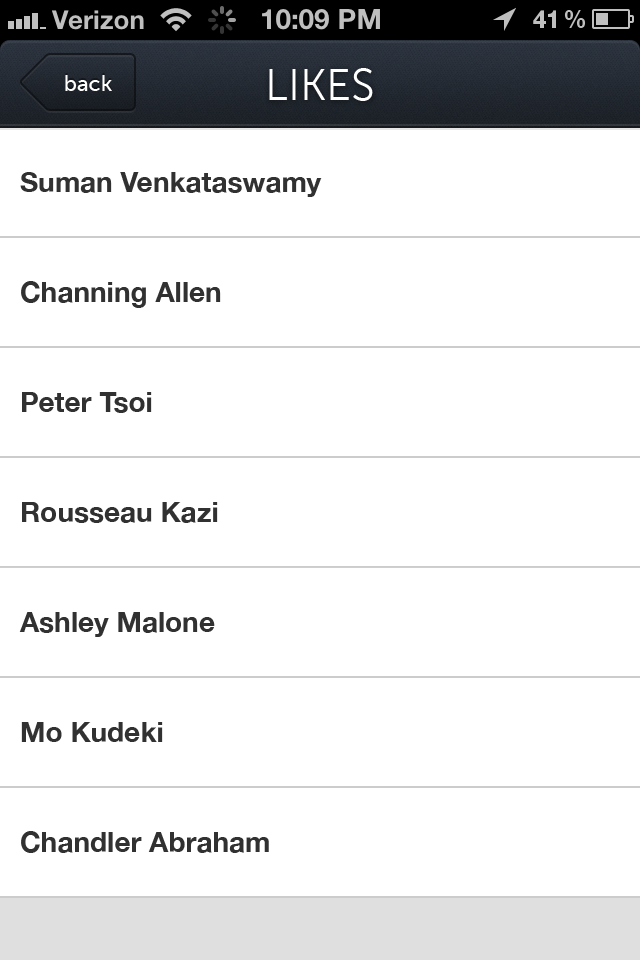 Verizon 10:09 PM 41 %
back LIKES
Suman Venkataswamy
Channing Allen
Peter Tsoi
Rousseau Kazi
Ashley Malone
Mo Kudeki
Chandler Abraham